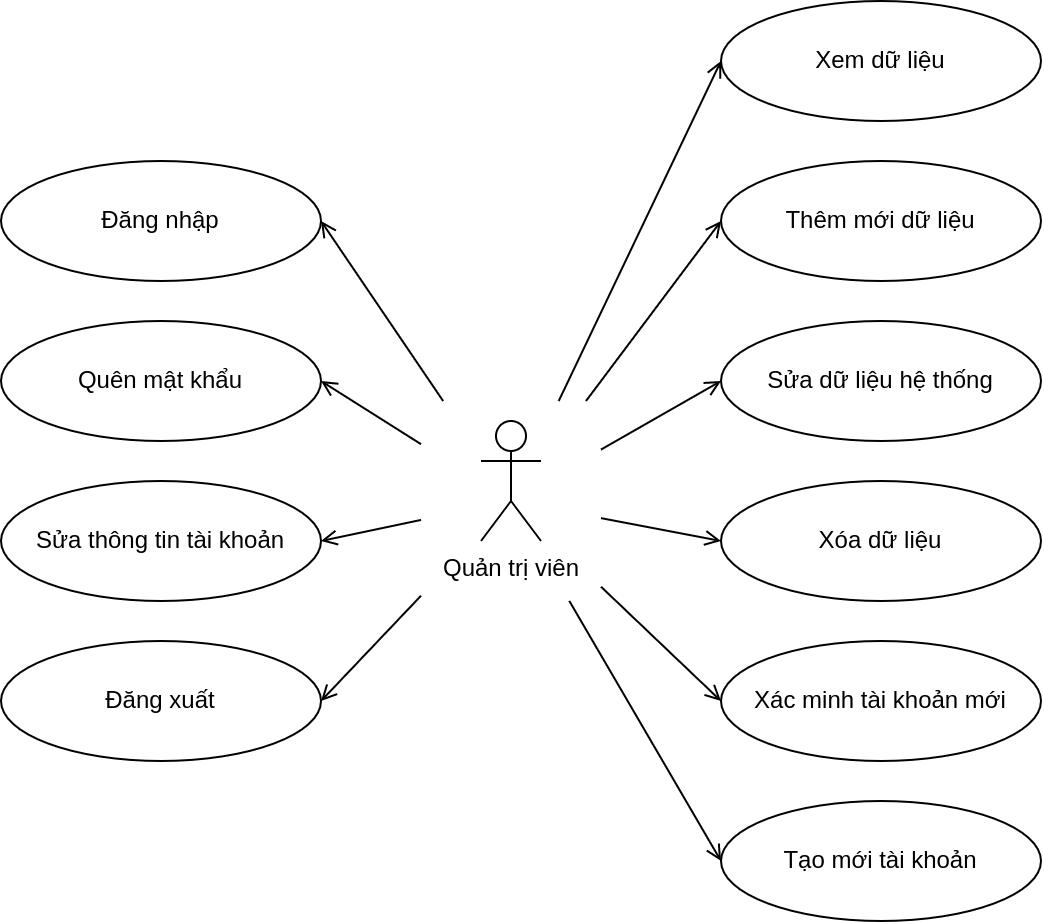 Xem dữ liệu
Đăng nhập
Thêm mới dữ liệu
Quên mật khẩu
Sửa dữ liệu hệ thống
Sửa thông tin tài khoản
Xóa dữ liệu
Quản trị viên
Đăng xuất
Xác minh tài khoản mới
Tạo mới tài khoản